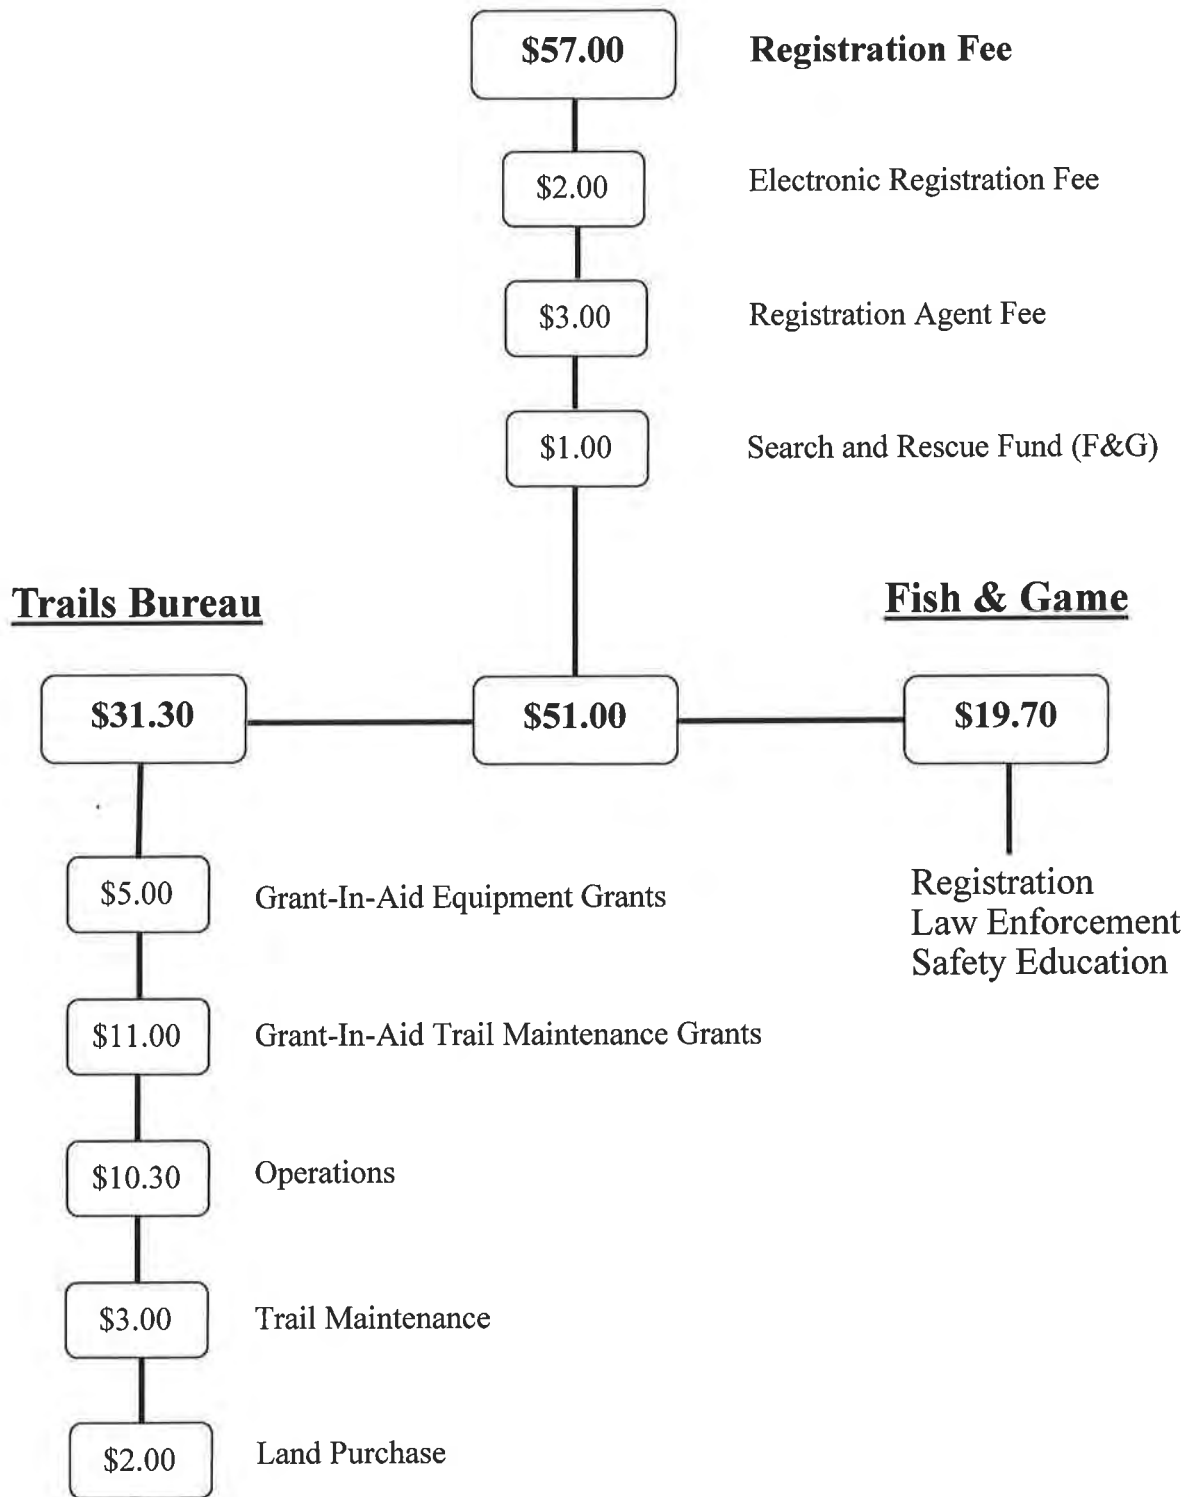 $57.00 Registration Fee
$2.00 Electronic Registration Fee
$3.00 Registration Agent Fee
$1.00 Search and Rescue Fund (F&G)
Trails Bureau
Fish & Game
$31.30
$51.00
$19.70
$5.00 Grant-In-Aid Equipment Grants
$11.00 Grant-In-Aid Trail Maintenance Grants
$10.30 Operations
$3.00 Trail Maintenance
$2.00 Land Purchase
Registration
Law Enforcement
Safety Education